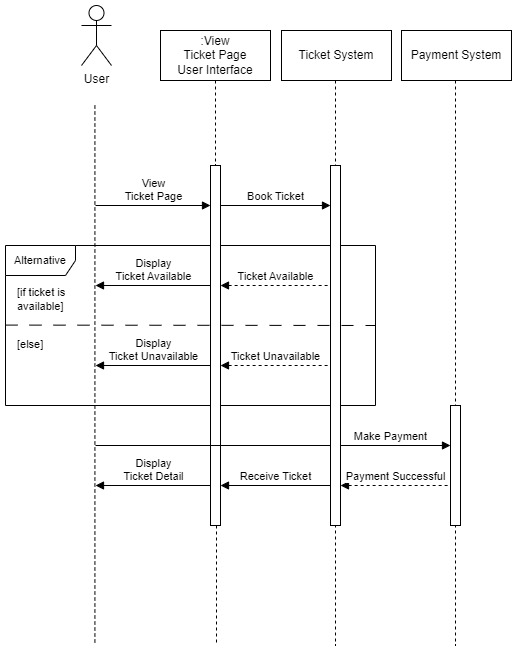 :View
Ticket Page
User Interface
Ticket System
Payment System
User
View
Ticket Page
Book Ticket
Alternative
Display
Ticket Available
Ticket Available
[if ticket is
available]
[else]
Display
Ticket Unavailable
Ticket Unavailable
Make Payment
Display
Ticket Detail
Receive Ticket
Payment Successful